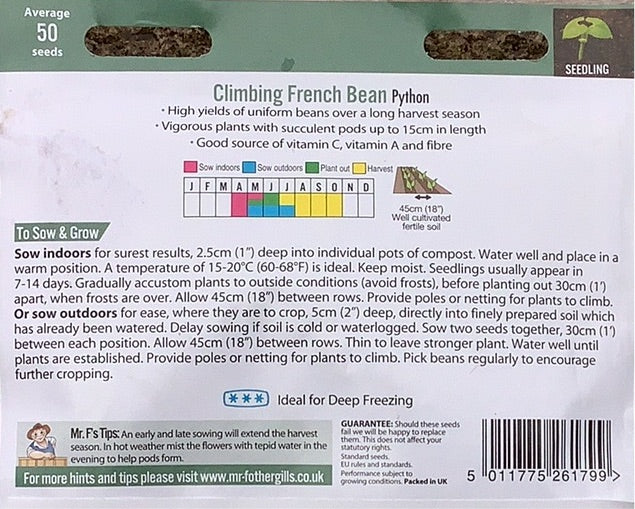 Average
50
seeds
SEEDLING
Climbing French Bean Python
• High yields of uniform beans over a long harvest season
• Vigorous plants with succulent pods up to 15cm in length
• Good source of vitamin C, vitamin A and fibre
Sow indoors Sow outdoors Plant out Harvest
J F M A M J J A S O N D
45cm (18")
Well cultivated
fertile soil
To Sow & Grow
Sow indoors for surest results, 2.5cm (1") deep into individual pots of compost. Water well and place in a
warm position. A temperature of 15-20°C (60-68°F) is ideal. Keep moist. Seedlings usually appear in
7-14 days. Gradually accustom plants to outside conditions (avoid frosts), before planting out 30cm (1')
apart, when frosts are over. Allow 45cm (18") between rows. Provide poles or netting for plants to climb.
Or sow outdoors for ease, where they are to crop, 5cm (2") deep, directly into finely prepared soil which
has already been watered. Delay sowing if soil is cold or waterlogged. Sow two seeds together, 30cm (1')
between each position. Allow 45cm (18") between rows. Thin to leave stronger plant. Water well until
plants are established. Provide poles or netting for plants to climb. Pick beans regularly to encourage
further cropping.
Ideal for Deep Freezing
Mr. F's Tips: An early and late sowing will extend the harvest
season. In hot weather mist the flowers with tepid water in the
evening to help pods form.
For more hints and tips please visit www.mr-fothergills.co.uk
GUARANTEE: Should these seeds
fail we will be happy to replace
them. This does not affect your
statutory rights.
Standard seeds.
EU rules and standards.
Performance subject to
growing conditions. Packed in UK
5 011775 261799 >